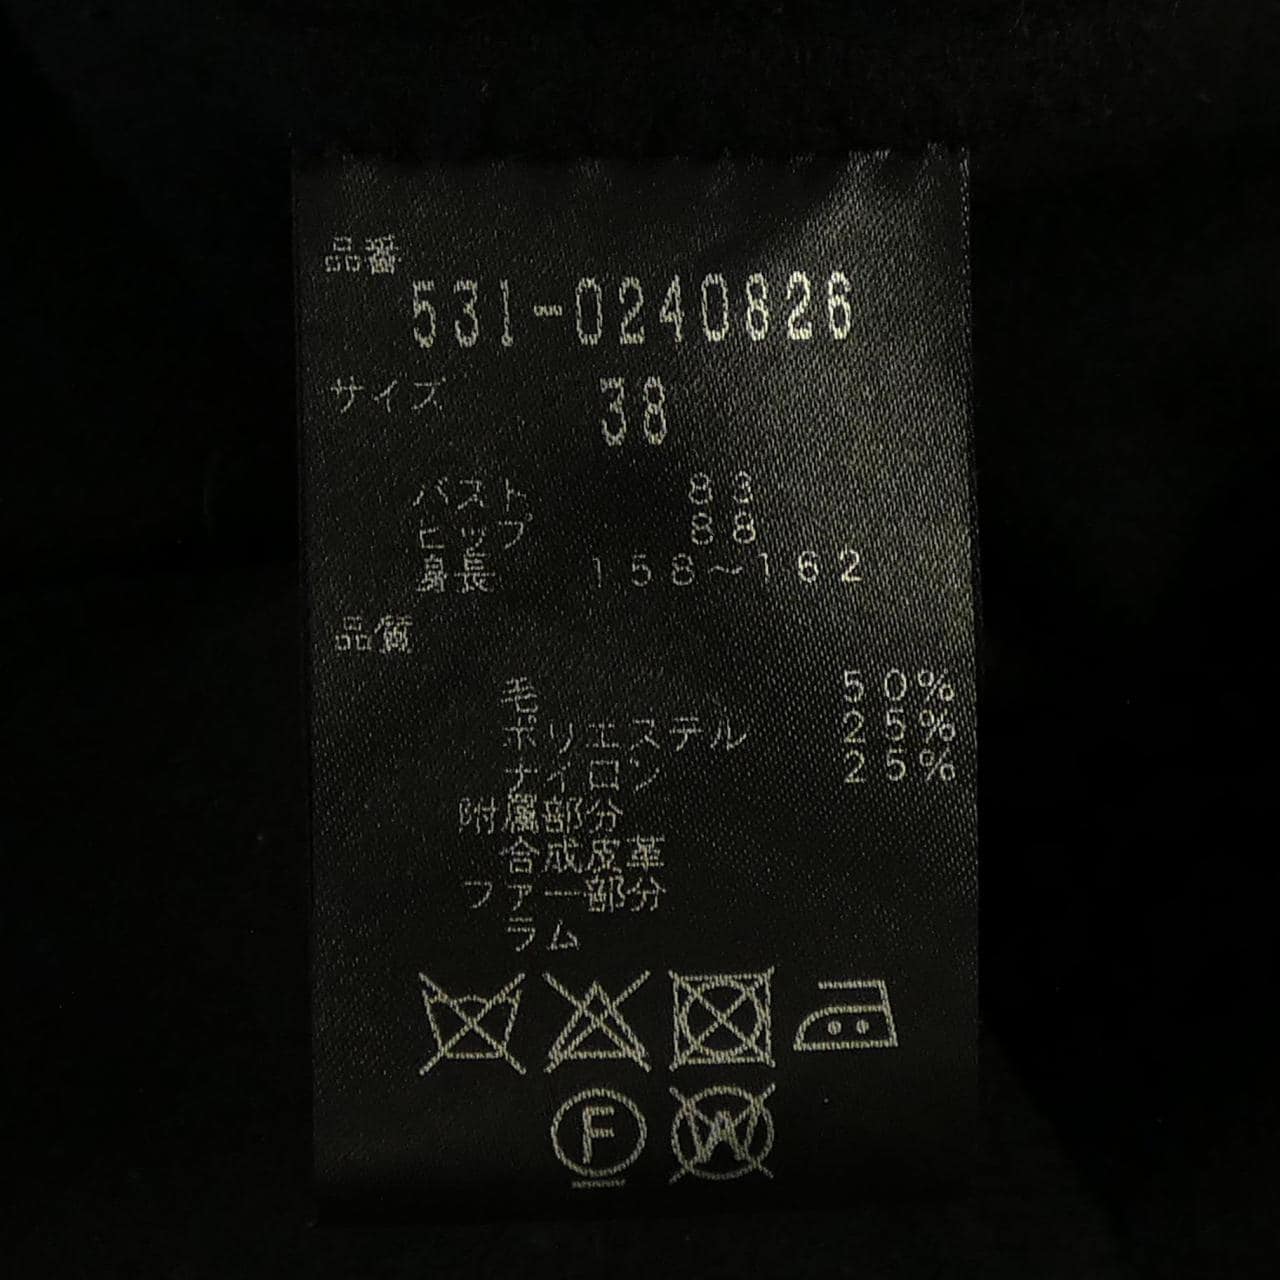 品番
531-0240826
サイズ 38
バスト 83
ヒップ 88
身長 158~162
品質
毛 50%
ポリエステル 25%
ナイロン 25%
附属部分
合成皮革
ファー部分
ラム
F W